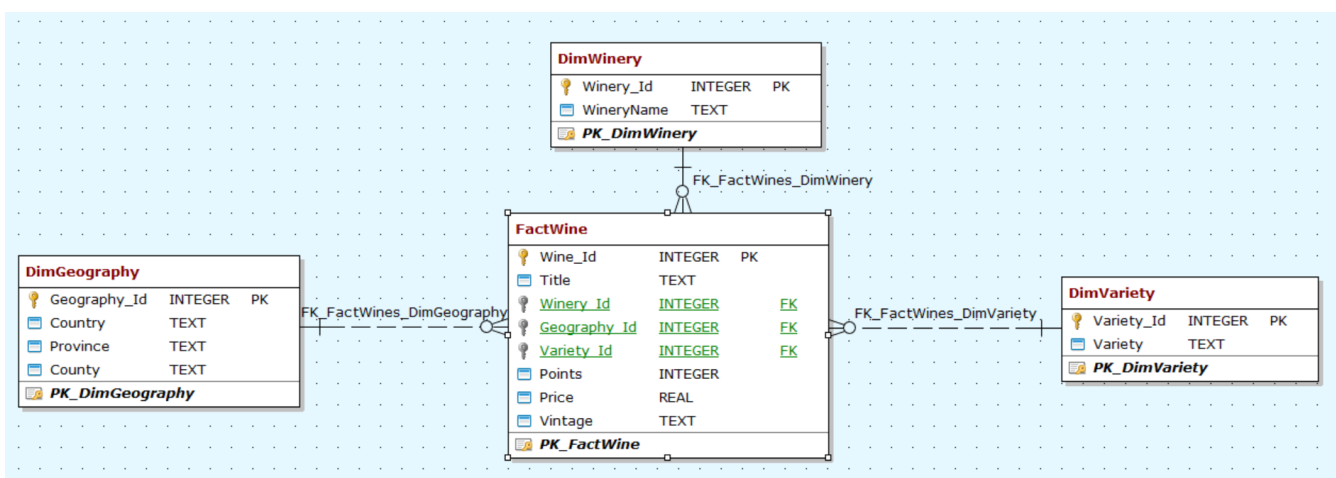 DimWinery
Winery_Id INTEGER PK
WineryName TEXT
PK_DimWinery
FK_FactWines_DimWinery
FactWine
Wine_Id INTEGER PK
Title TEXT
Winery_Id INTEGER FK
Geography_Id INTEGER FK
Variety_Id INTEGER FK
Points INTEGER
Price REAL
Vintage TEXT
PK_FactWine
DimGeography
Geography_Id INTEGER PK
Country TEXT
Province TEXT
County TEXT
PK_DimGeography
FK_FactWines_DimGeography
FK_FactWines_DimVariety
DimVariety
Variety_Id INTEGER PK
Variety TEXT
PK_DimVariety